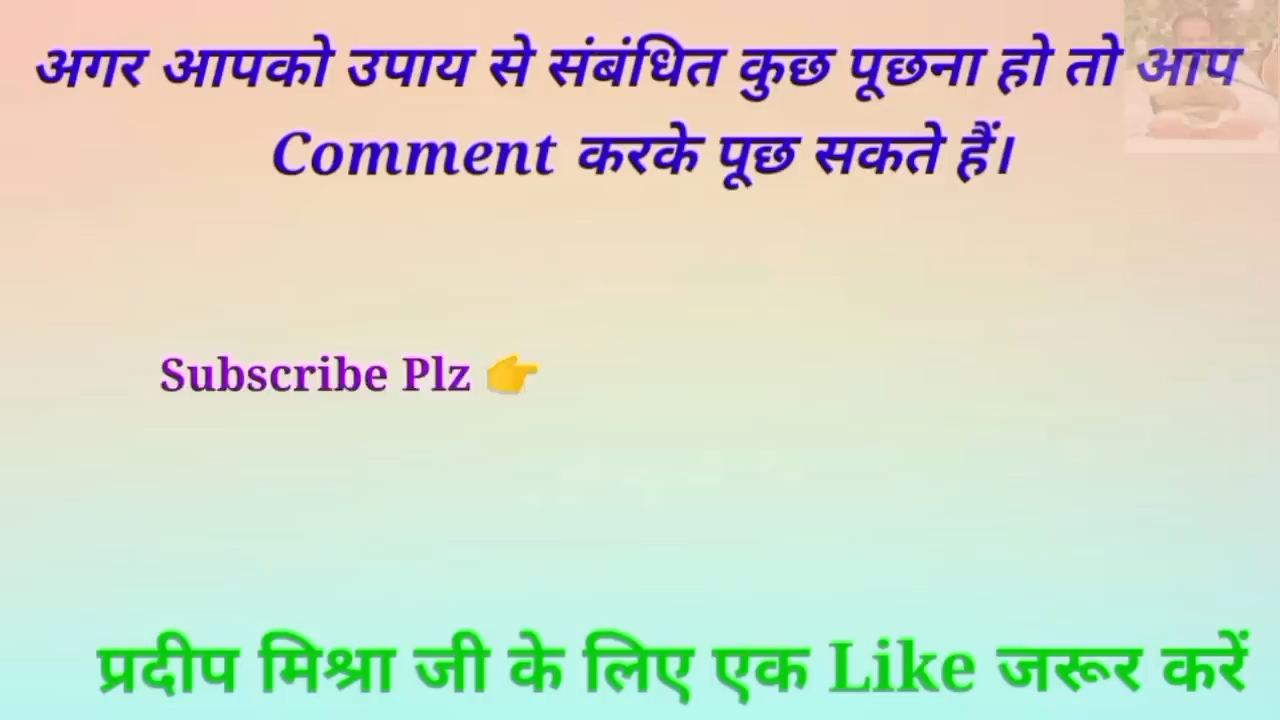 अगर आपको उपाय से संबंधित कुछ पूछना हो तो आप
Comment करके पूछ सकते हैं।
Subscribe Plz 👉
प्रदीप मिश्रा जी के लिए एक Like जरूर करें